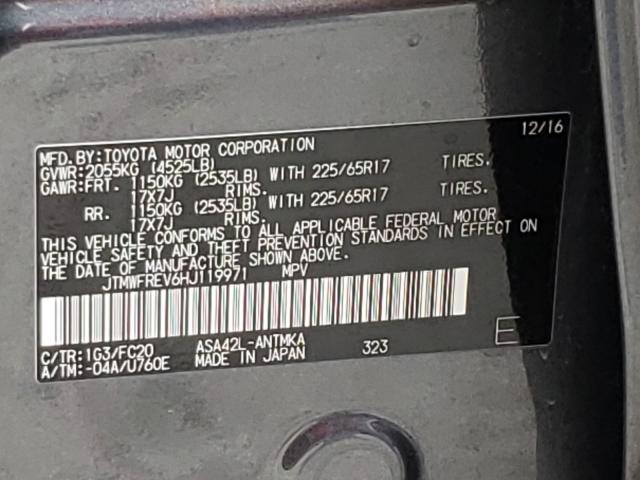 12/16
MFD. BY:TOYOTA MOTOR CORPORATION
GVWR:2055KG (4525LB)
GAWR:FRT. 1150KG (2535LB) WITH 225/65R17 TIRES.
17X7J RIMS.
RR. 1150KG (2535LB) WITH 225/65R17 TIRES.
17X7J RIMS.
THIS VEHICLE CONFORMS TO ALL APPLICABLE FEDERAL MOTOR
VEHICLE SAFETY AND THEFT PREVENTION STANDARDS IN EFFECT ON
THE DATE OF MANUFACTURE SHOWN ABOVE.
JTMWFREV6HJ119971 MPV
C/TR:1G3/FC20 ASA42L-ANTMKA 323 E
A/TM:-04A/U760E MADE IN JAPAN